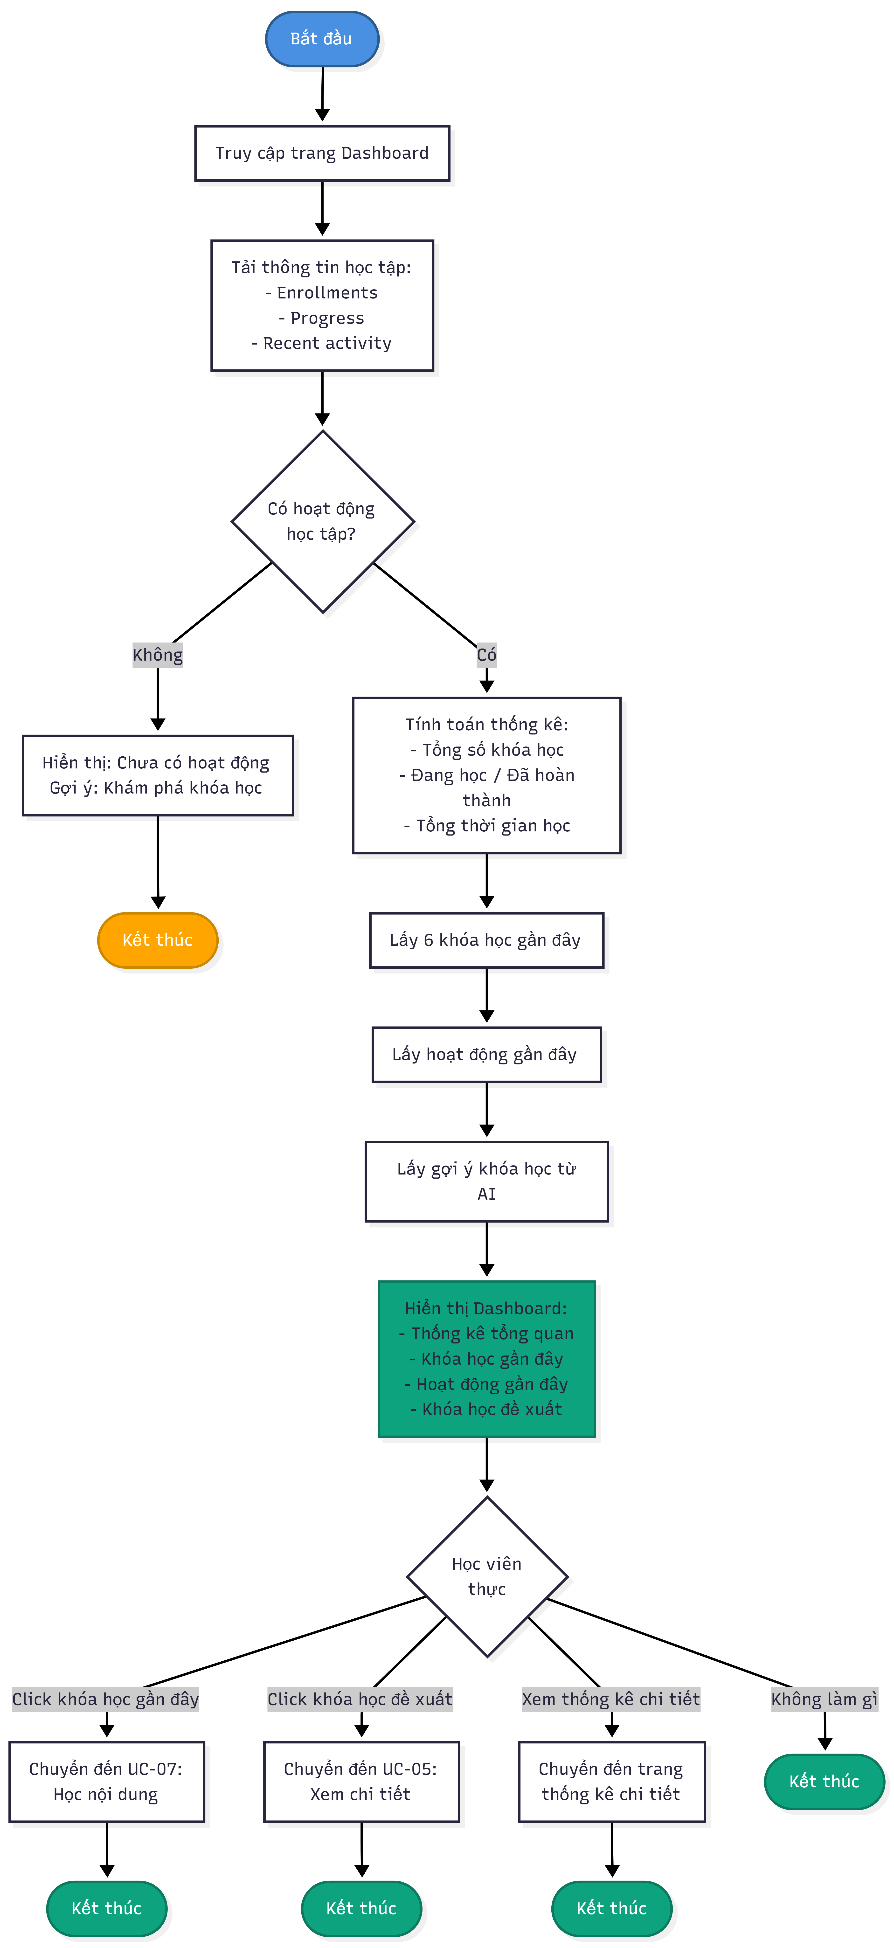 Bắt đầu
Truy cập trang Dashboard
Tải thông tin học tập:
- Enrollments
- Progress
- Recent activity
Có hoạt động
học tập?
Không
Có
Hiển thị: Chưa có hoạt động
Gợi ý: Khám phá khóa học
Tính toán thống kê:
- Tổng số khóa học
- Đang học / Đã hoàn
thành
- Tổng thời gian học
Kết thúc
Lấy 6 khóa học gần đây
Lấy hoạt động gần đây
Lấy gợi ý khóa học từ
AI
Hiển thị Dashboard:
- Thống kê tổng quan
- Khóa học gần đây
- Hoạt động gần đây
- Khóa học đề xuất
Học viên
thực
Click khóa học gần đây
Click khóa học đề xuất
Xem thống kê chi tiết
Không làm gì
Chuyển đến UC-07:
Học nội dung
Chuyển đến UC-05:
Xem chi tiết
Chuyển đến trang
thống kê chi tiết
Kết thúc
Kết thúc
Kết thúc
Kết thúc